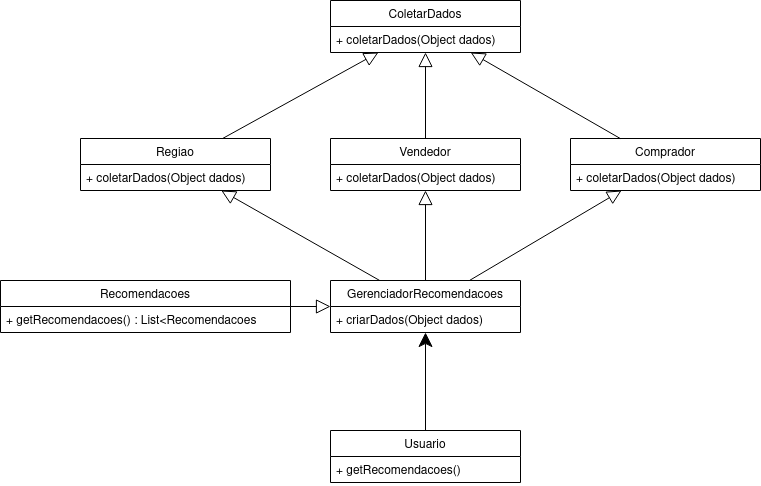 ColetarDados
+ coletarDados(Object dados)
Regiao
+ coletarDados(Object dados)
Vendedor
+ coletarDados(Object dados)
Comprador
+ coletarDados(Object dados)
Recomendacoes
+ getRecomendacoes() : List<Recomendacoes
GerenciadorRecomendacoes
+ criarDados(Object dados)
Usuario
+ getRecomendacoes()